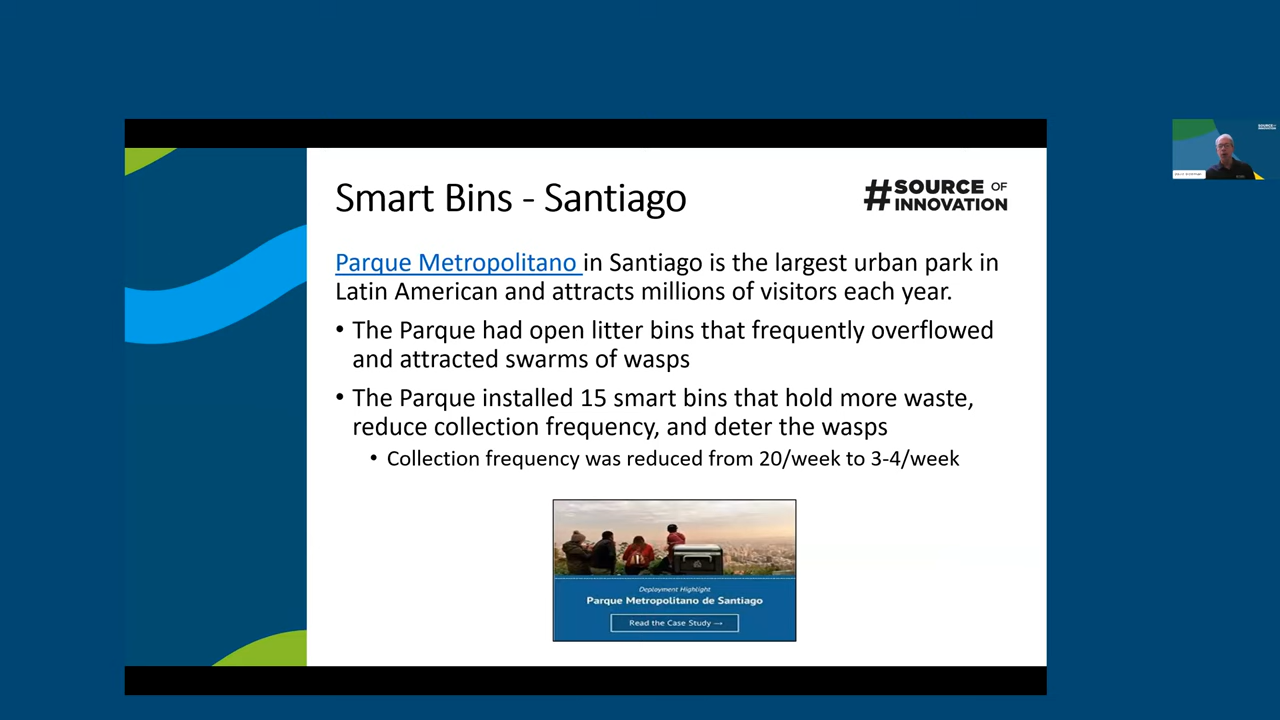 Smart Bins - Santiago
#SOURCE OF
INNOVATION
Parque Metropolitano in Santiago is the largest urban park in
Latin American and attracts millions of visitors each year.
• The Parque had open litter bins that frequently overflowed
and attracted swarms of wasps
• The Parque installed 15 smart bins that hold more waste,
reduce collection frequency, and deter the wasps
• Collection frequency was reduced from 20/week to 3-4/week
Deployment Highlight
Parque Metropolitano de Santiago
Read the Case Study →